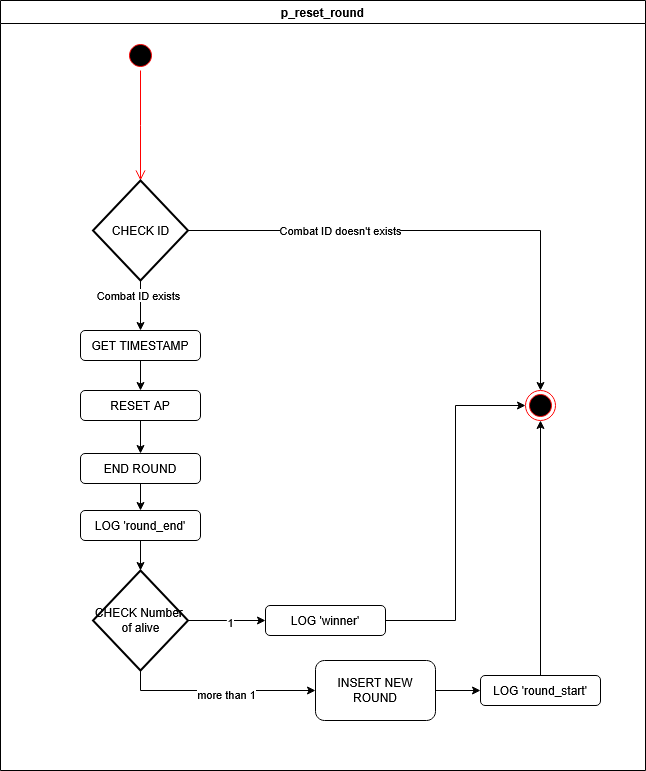 p_reset_round
CHECK ID
Combat ID doesn't exists
Combat ID exists
GET TIMESTAMP
RESET AP
END ROUND
LOG 'round_end'
CHECK Number
of alive
1
LOG 'winner'
more than 1
INSERT NEW
ROUND
LOG 'round_start'